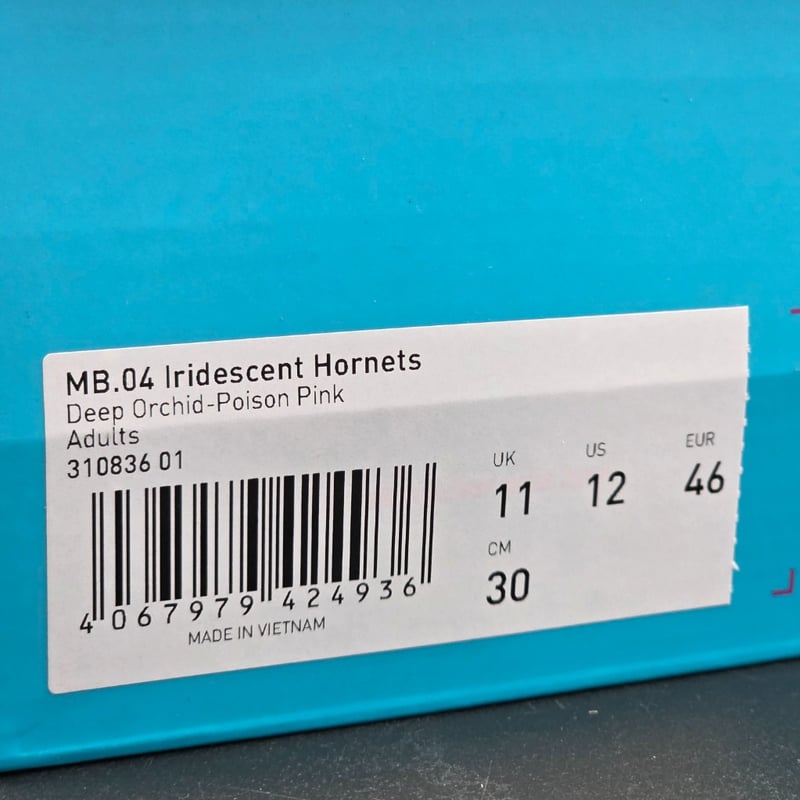 MB.04 Iridescent Hornets
Deep Orchid-Poison Pink
Adults
310836 01
UK US EUR
11 12 46
CM
30
4 067979 424936
MADE IN VIETNAM